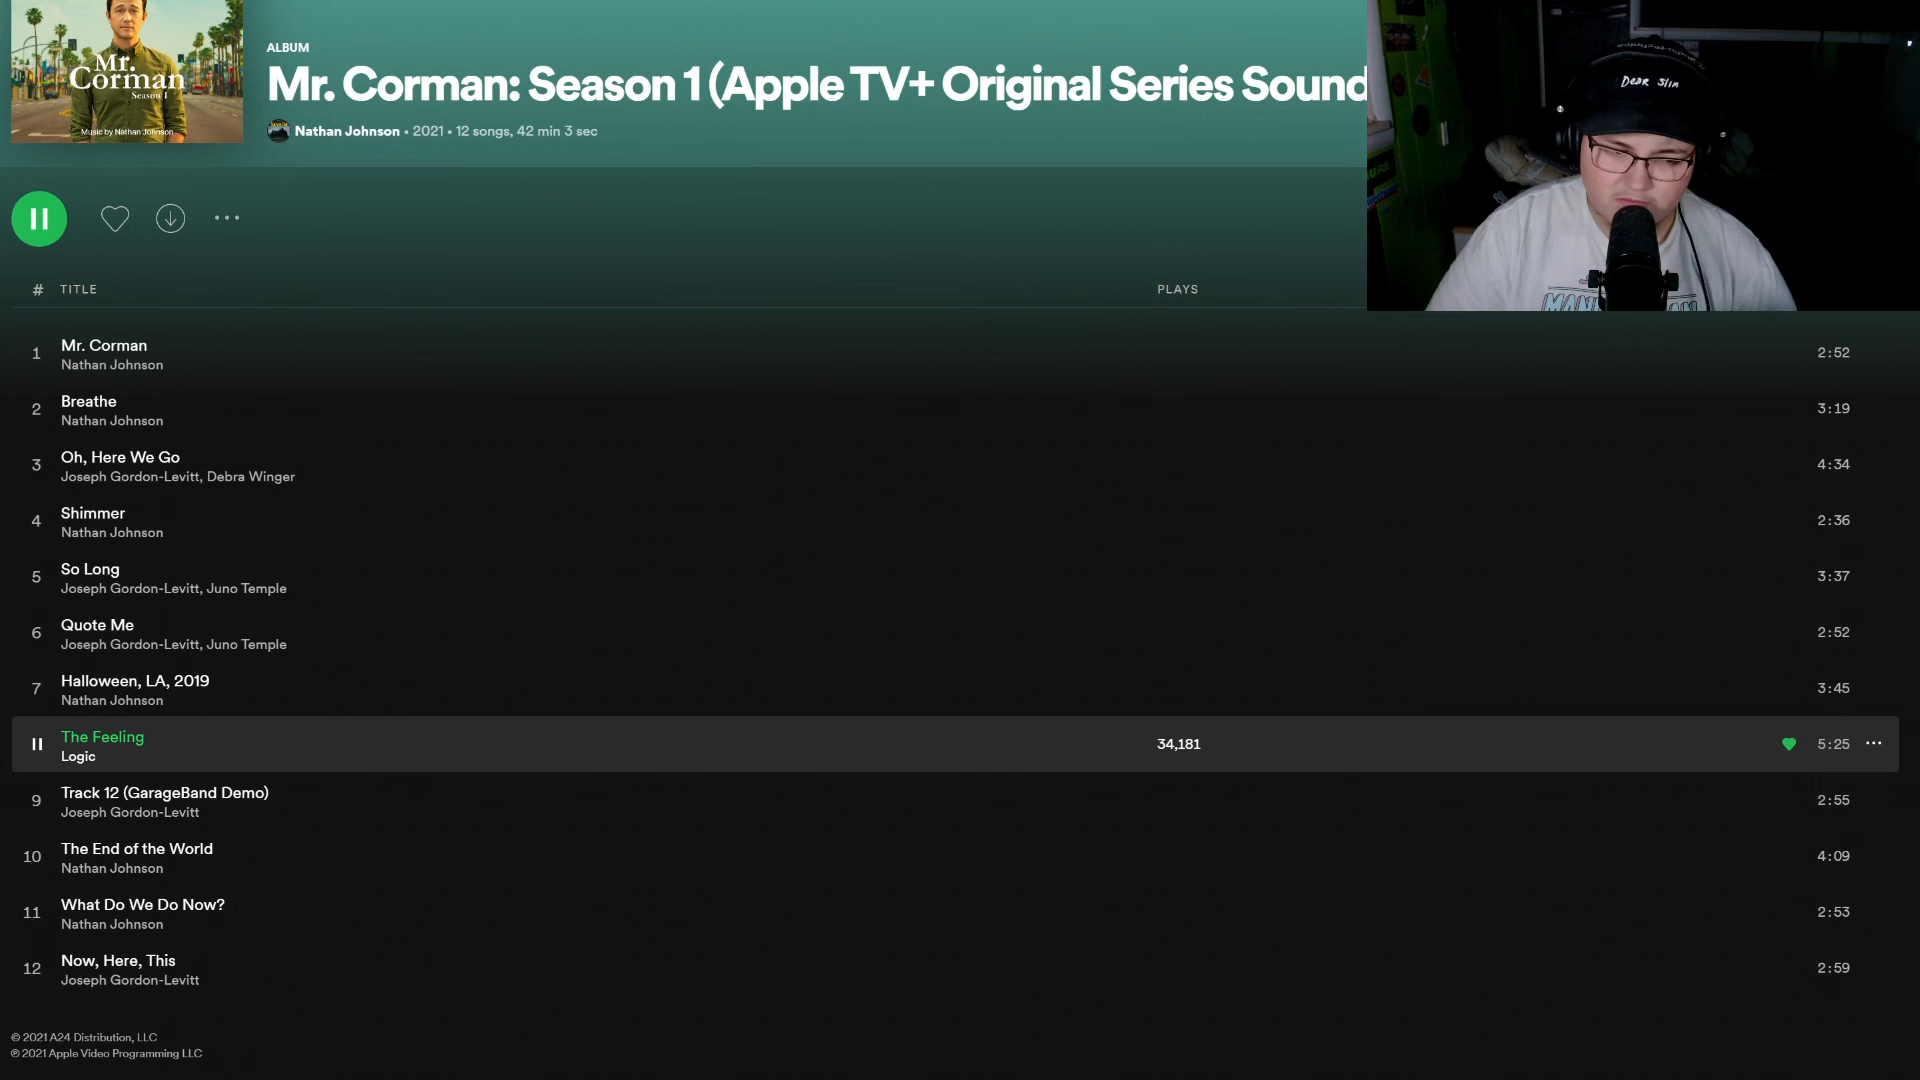 Mr.
Corman
Season 1
Music by Nathan Johnson
ALBUM
Mr. Corman: Season 1 (Apple TV+ Original Series Sound
Nathan Johnson • 2021 • 12 songs, 42 min 3 sec
Dear Slim
# TITLE PLAYS
1 Mr. Corman 2:52
Nathan Johnson
2 Breathe 3:19
Nathan Johnson
3 Oh, Here We Go 4:34
Joseph Gordon-Levitt, Debra Winger
4 Shimmer 2:36
Nathan Johnson
5 So Long 3:37
Joseph Gordon-Levitt, Juno Temple
6 Quote Me 2:52
Joseph Gordon-Levitt, Juno Temple
7 Halloween, LA, 2019 3:45
Nathan Johnson
The Feeling 34,181 5:25
Logic
9 Track 12 (GarageBand Demo) 2:55
Joseph Gordon-Levitt
10 The End of the World 4:09
Nathan Johnson
11 What Do We Do Now? 2:53
Nathan Johnson
12 Now, Here, This 2:59
Joseph Gordon-Levitt
© 2021 A24 Distribution, LLC
℗ 2021 Apple Video Programming LLC